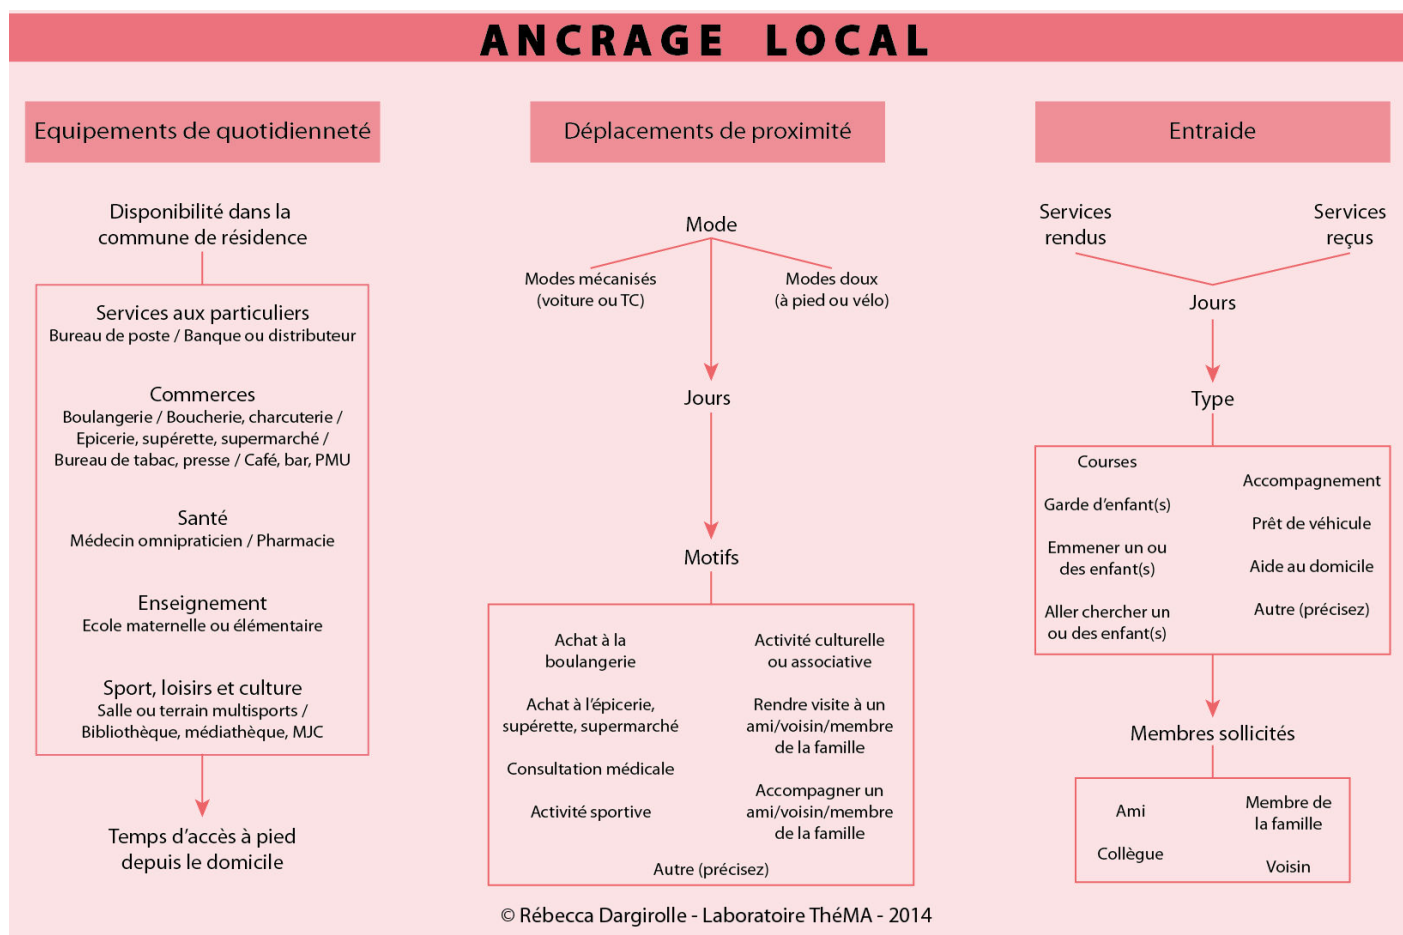 ANCRAGE LOCAL
Equipements de quotidienneté
Disponibilité dans la
commune de résidence
Services aux particuliers
Bureau de poste / Banque ou distributeur
Commerces
Boulangerie / Boucherie, charcuterie /
Epicerie, supérette, supermarché /
Bureau de tabac, presse / Café, bar, PMU
Santé
Médecin omnipraticien / Pharmacie
Enseignement
Ecole maternelle ou élémentaire
Sport, loisirs et culture
Salle ou terrain multisports /
Bibliothèque, médiathèque, MJC
Temps d'accès à pied
depuis le domicile
Déplacements de proximité
Mode
Modes mécanisés
(voiture ou TC)
Modes doux
(à pied ou vélo)
Jours
Motifs
Achat à la
boulangerie
Achat à l'épicerie,
supérette, supermarché
Consultation médicale
Activité sportive
Activité culturelle
ou associative
Rendre visite à un
ami/voisin/membre
de la famille
Accompagner un
ami/voisin/membre
de la famille
Autre (précisez)
Entraide
Services
rendus
Services
reçus
Jours
Type
Courses
Garde d'enfant(s)
Emmener un ou
des enfant(s)
Aller chercher un
ou des enfant(s)
Accompagnement
Prêt de véhicule
Aide au domicile
Autre (précisez)
Membres sollicités
Ami
Collègue
Membre de
la famille
Voisin
© Rébecca Dargirolle - Laboratoire ThéMA - 2014